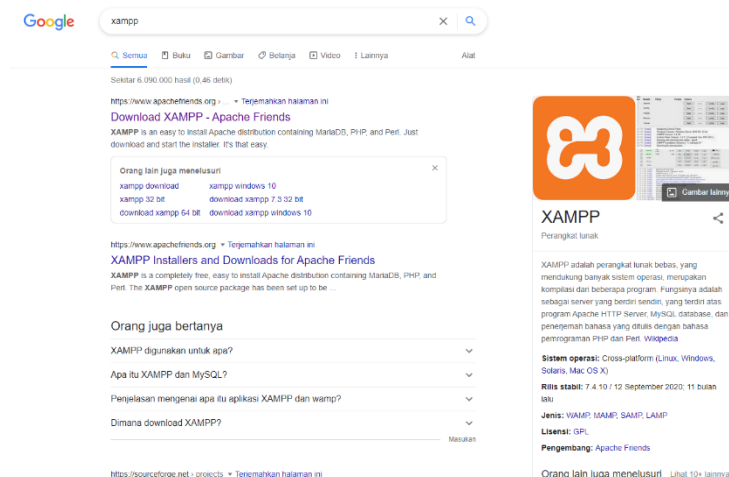 Google
xampp
Semua Buku Gambar Belanja Video Lainnya Alat
Sekitar 6.090.000 hasil (0,46 detik)
https://www.apachefriends.org › ... Terjemahkan halaman ini
Download XAMPP - Apache Friends
XAMPP is an easy to install Apache distribution containing MariaDB, PHP, and Perl. Just
download and start the installer. It's that easy.
Orang lain juga menelusuri
xampp download xampp windows 10
xampp 32 bit download xampp 7.3 32 bit
download xampp 64 bit download xampp windows 10
https://www.apachefriends.org Terjemahkan halaman ini
XAMPP Installers and Downloads for Apache Friends
XAMPP is a completely free, easy to install Apache distribution containing MariaDB, PHP, and
Perl. The XAMPP open source package has been set up to be ...
Orang juga bertanya
XAMPP digunakan untuk apa?
Apa itu XAMPP dan MySQL?
Penjelasan mengenai apa itu aplikasi XAMPP dan wamp?
Dimana download XAMPP?
Masukan
https://sourceforge.net › projects Terjemahkan halaman ini
Gambar lainnya
XAMPP
Perangkat lunak
XAMPP adalah perangkat lunak bebas, yang
mendukung banyak sistem operasi, merupakan
kompilasi dari beberapa program. Fungsinya adalah
sebagai server yang berdiri sendiri, yang terdiri atas
program Apache HTTP Server, MySQL database, dan
penerjemah bahasa yang ditulis dengan bahasa
pemrograman PHP dan Perl. Wikipedia
Sistem operasi: Cross-platform (Linux, Windows,
Solaris, Mac OS X)
Rilis stabil: 7.4.10 / 12 September 2020; 11 bulan
lalu
Jenis: WAMP, MAMP, SAMP, LAMP
Lisensi: GPL
Pengembang: Apache Friends
Orang lain juga menelusuri Lihat 10+ lainnya